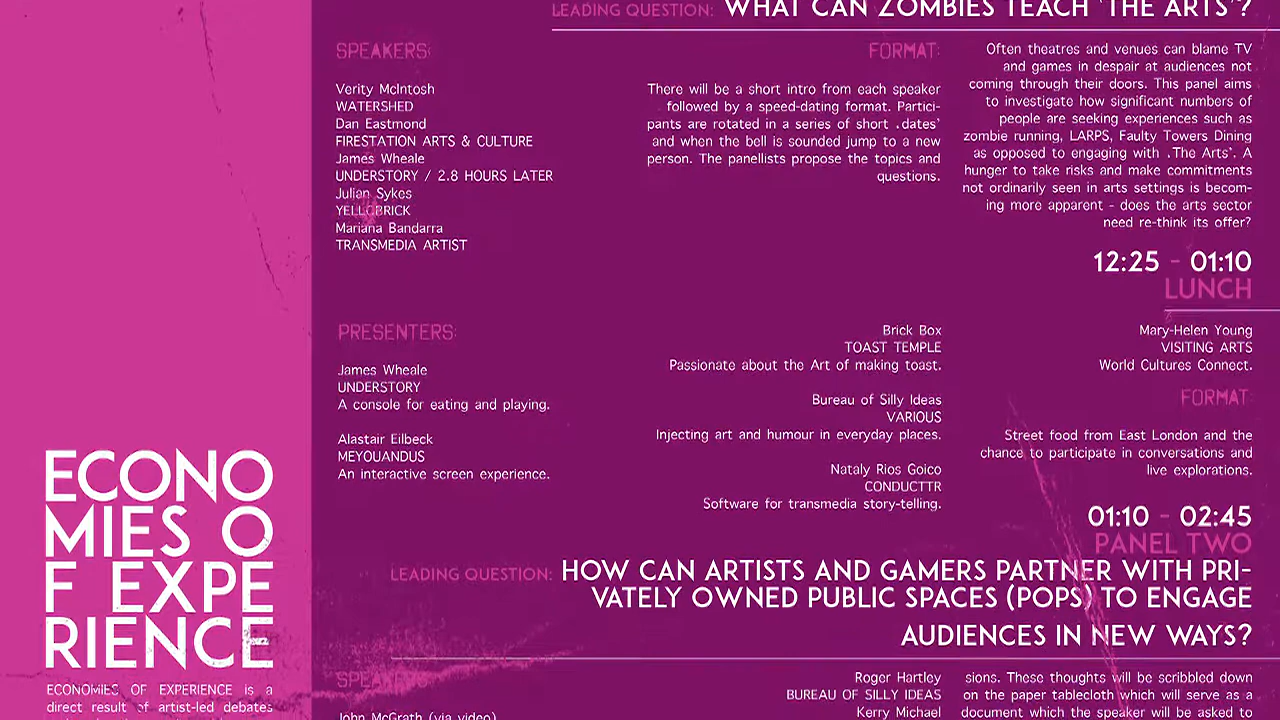 LEADING QUESTION: WHAT CAN ZOMBIES TEACH 'THE ARTS'?
SPEAKERS:
Verity McIntosh
WATERSHED
Dan Eastmond
FIRESTATION ARTS & CULTURE
James Wheale
UNDERSTORY / 2.8 HOURS LATER
Julian Sykes
YELLOBRICK
Mariana Bandarra
TRANSMEDIA ARTIST
FORMAT:
There will be a short intro from each speaker
followed by a speed-dating format. Partici-
pants are rotated in a series of short ‚dates'
and when the bell is sounded jump to a new
person. The panellists propose the topics and
questions.
Often theatres and venues can blame TV
and games in despair at audiences not
coming through their doors. This panel aims
to investigate how significant numbers of
people are seeking experiences such as
zombie running, LARPS, Faulty Towers Dining
as opposed to engaging with ‚The Arts'. A
hunger to take risks and make commitments
not ordinarily seen in arts settings is becom-
ing more apparent - does the arts sector
need re-think its offer?
12:25 - 01:10
LUNCH
PRESENTERS:
James Wheale
UNDERSTORY
A console for eating and playing.
Alastair Eilbeck
MEYOUANDUS
An interactive screen experience.
Brick Box
TOAST TEMPLE
Passionate about the Art of making toast.
Bureau of Silly Ideas
VARIOUS
Injecting art and humour in everyday places.
Nataly Rios Goico
CONDUCTTR
Software for transmedia story-telling.
Mary-Helen Young
VISITING ARTS
World Cultures Connect.
FORMAT:
Street food from East London and the
chance to participate in conversations and
live explorations.
01:10 - 02:45
PANEL TWO
LEADING QUESTION: HOW CAN ARTISTS AND GAMERS PARTNER WITH PRI-
VATELY OWNED PUBLIC SPACES (POPS) TO ENGAGE
AUDIENCES IN NEW WAYS?
SPEAKERS:
John McGrath (via video)
Roger Hartley
BUREAU OF SILLY IDEAS
Kerry Michael
sions. These thoughts will be scribbled down
on the paper tablecloth which will serve as a
document which the speaker will be asked to
ECONO
MIES O
F EXPE
RIENCE
ECONOMIES OF EXPERIENCE is a
direct result of artist-led debates